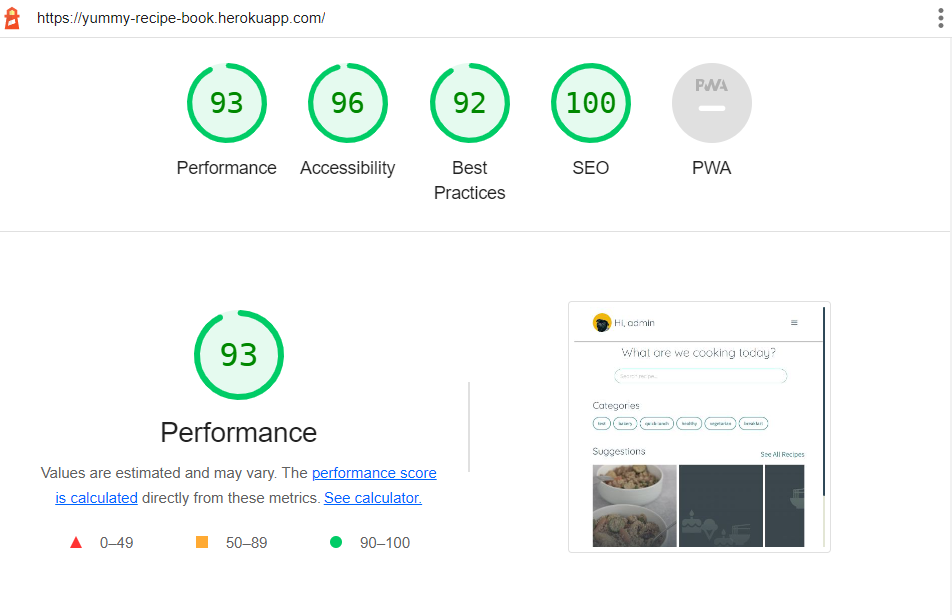 https://yummy-recipe-book.herokuapp.com/
93 96 92 100 PWA
Performance Accessibility Best Practices SEO PWA
93
Performance
Values are estimated and may vary. The performance score
is calculated directly from these metrics. See calculator.
0–49 50–89 90–100
Hi, admin
What are we cooking today?
Search recipe...
Categories
test bakery quick lunch healthy vegetarian breakfast
Suggestions
See All Recipes